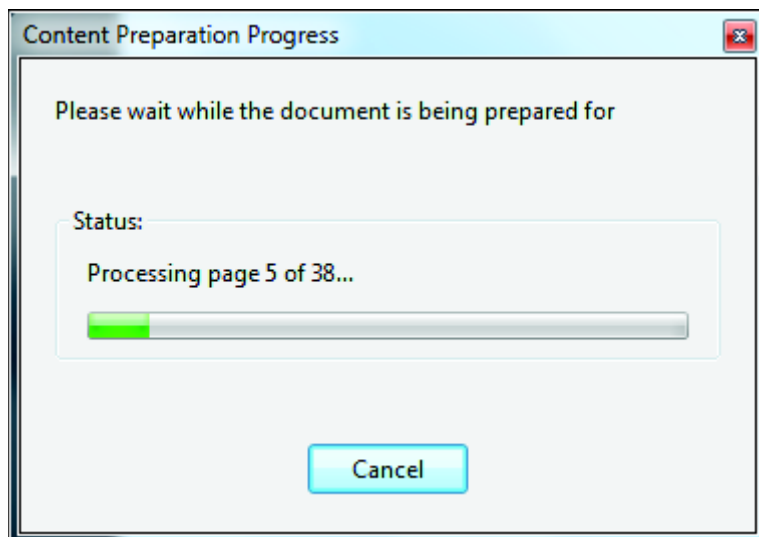 Content Preparation Progress
Please wait while the document is being prepared for
Status:
Processing page 5 of 38...
Cancel